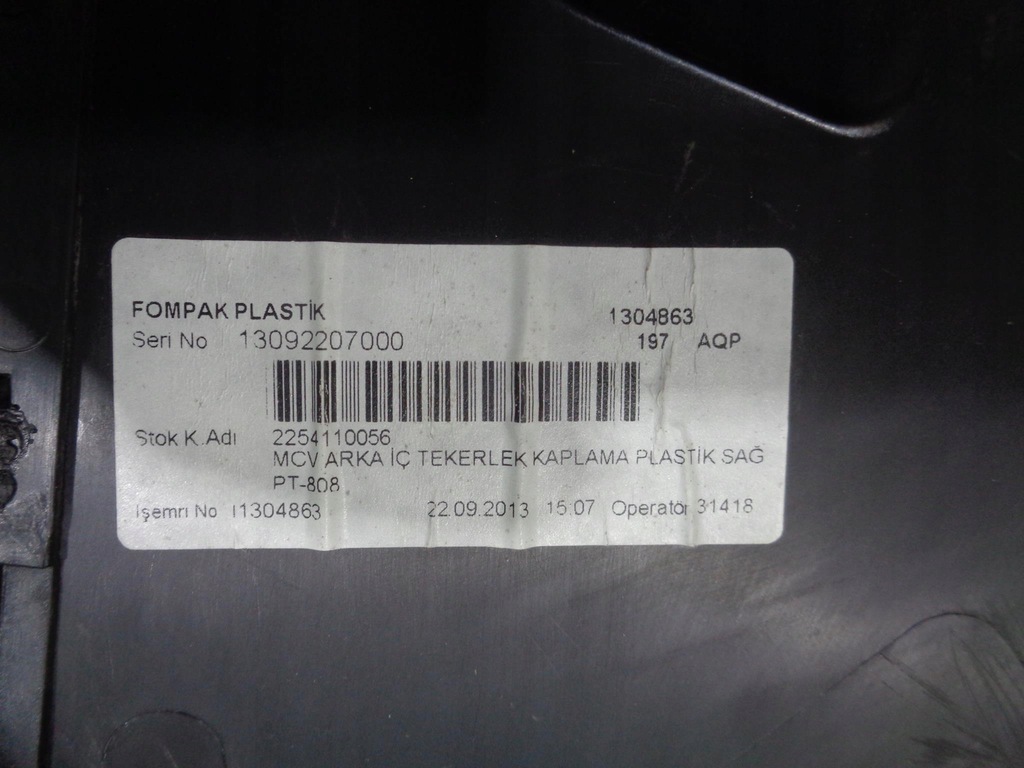 FOMPAK PLASTİK 1304863
Seri No 13092207000 197 AQP
Stok K.Adı 2254110056
MCV ARKA İÇ TEKERLEK KAPLAMA PLASTİK SAĞ
PT-808
İşemri No I1304863 22.09.2013 15:07 Operatör 31418